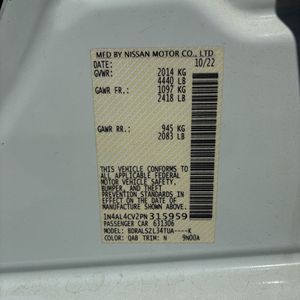 MFD BY NISSAN MOTOR CO., LTD.
DATE: 10/22
GVWR: 2014 KG
4440 LB
GAWR FR.: 1097 KG
2418 LB
GAWR RR.: 945 KG
2083 LB
THIS VEHICLE CONFORMS TO
ALL APPLICABLE FEDERAL
MOTOR VEHICLE SAFETY,
BUMPER, AND THEFT
PREVENTION STANDARDS
IN EFFECT ON THE DATE OF
MANUFACTURE SHOWN ABOVE.
1N4AL4CV2PN315959
PASSENGER CAR 631306
MODEL: BDRALSZL34TUA----K
COLOR: QAB TRIM: N 9N00A